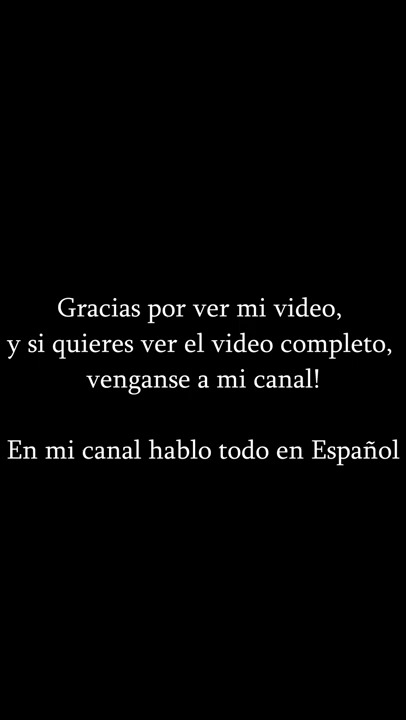 Gracias por ver mi video,
y si quieres ver el video completo,
venganse a mi canal!
En mi canal hablo todo en Español